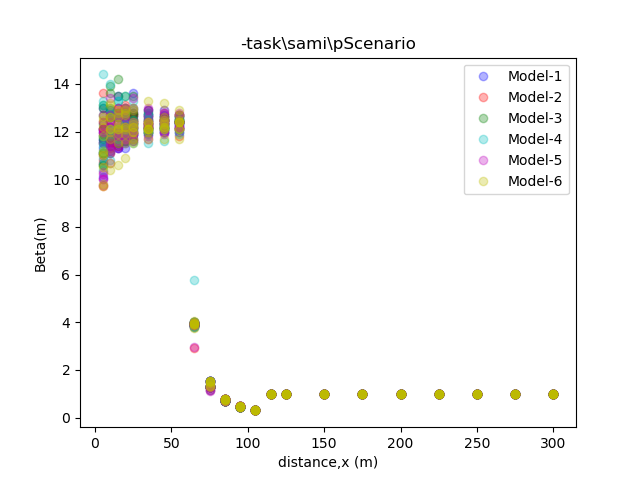 -task\sami\pScenario
14
12
10
8
6
4
2
0
Beta(m)
Model-1
Model-2
Model-3
Model-4
Model-5
Model-6
0 50 100 150 200 250 300
distance,x (m)